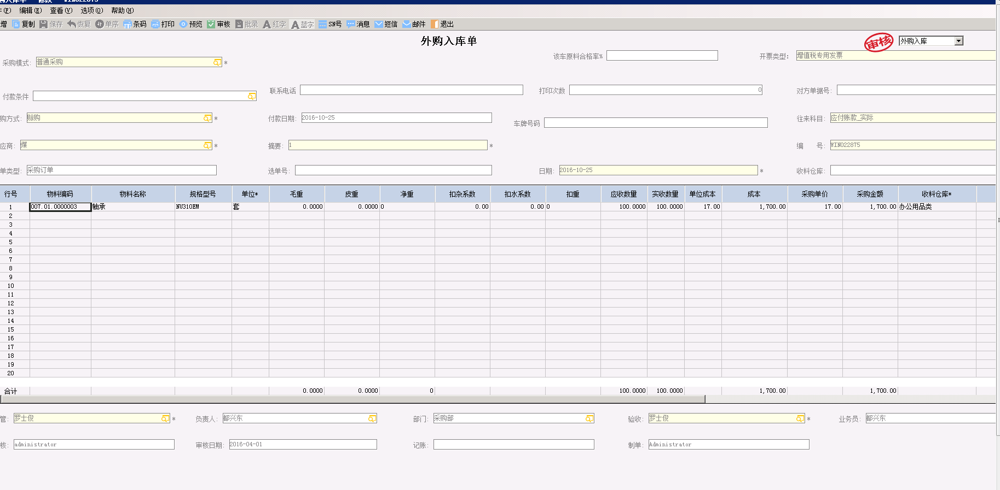 购入库单 修改 WIN022875
件(F) 编辑(E) 查看(V) 选项(O) 帮助(H)
增 复制 保存 恢复 单序 条码 打印 预览 审核 批录 红字 蓝字 SN号 消息 短信 邮件 退出
外购入库单 审核 外购入库
采购模式: 普通采购 * 该车原料合格率% 开票类型: 增值税专用发票
付款条件 联系电话 打印次数 0 对方单据号:
购方式: 赊购 * 付款日期: 2016-10-25 车牌号码 往来科目: 应付账款_实际
应商: 煤 * 摘要: 1 * 编 号: WIN022875
单类型: 采购订单 选单号: 日期: 2016-10-25 * 收料仓库:
行号 物料编码 物料名称 规格型号 单位* 毛重 皮重 净重 扣杂系数 扣水系数 扣重 应收数量 实收数量 单位成本 成本 采购单价 采购金额 收料仓库*
1 007.01.0000003 轴承 NU310EM 套 0.0000 0.0000 0 0.00 0.00 0 100.0000 100.0000 17.00 1,700.00 17.00 1,700.00 办公用品类
2
3
4
5
6
7
8
9
10
11
12
13
14
15
16
17
18
19
20
合计 0.0000 0.0000 0 100.0000 100.0000 1,700.00 1,700.00
管: 罗士俊 * 负责人: 都兴东 部门: 采购部 验收: 罗士俊 * 业务员: 都兴东
核: administrator 审核日期: 2016-04-01 记账: 制单: Administrator